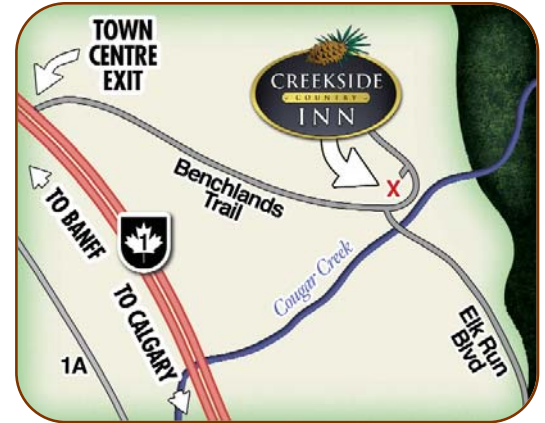 TOWN
CENTRE
EXIT
CREEKSIDE
COUNTRY
INN
Benchlands
Trail
X
TO BANFF
1
TO CALGARY
Cougar Creek
1A
Elk Run
Blvd